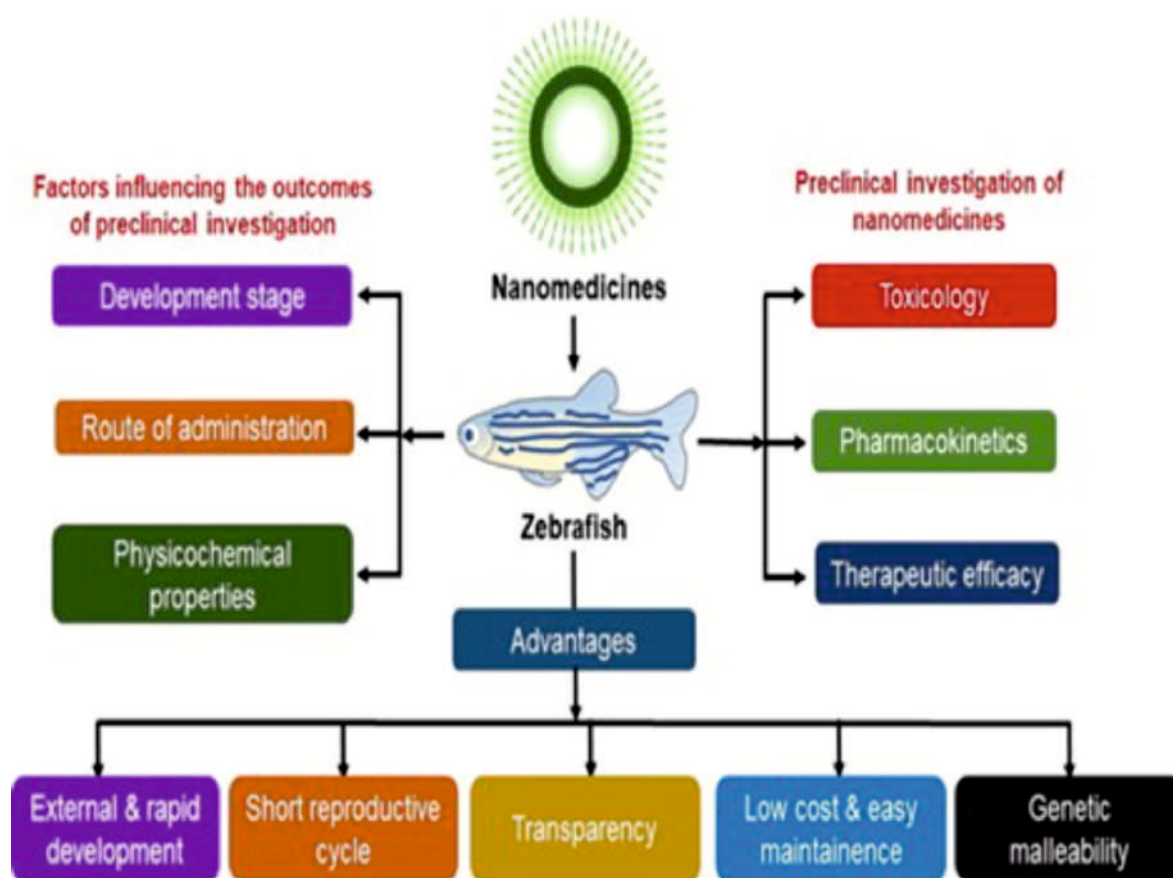 Factors influencing the outcomes
of preclinical investigation
Development stage
Route of administration
Physicochemical
properties
Nanomedicines
Zebrafish
Preclinical investigation of
nanomedicines
Toxicology
Pharmacokinetics
Therapeutic efficacy
Advantages
External & rapid
development
Short reproductive
cycle
Transparency
Low cost & easy
maintainence
Genetic
malleability